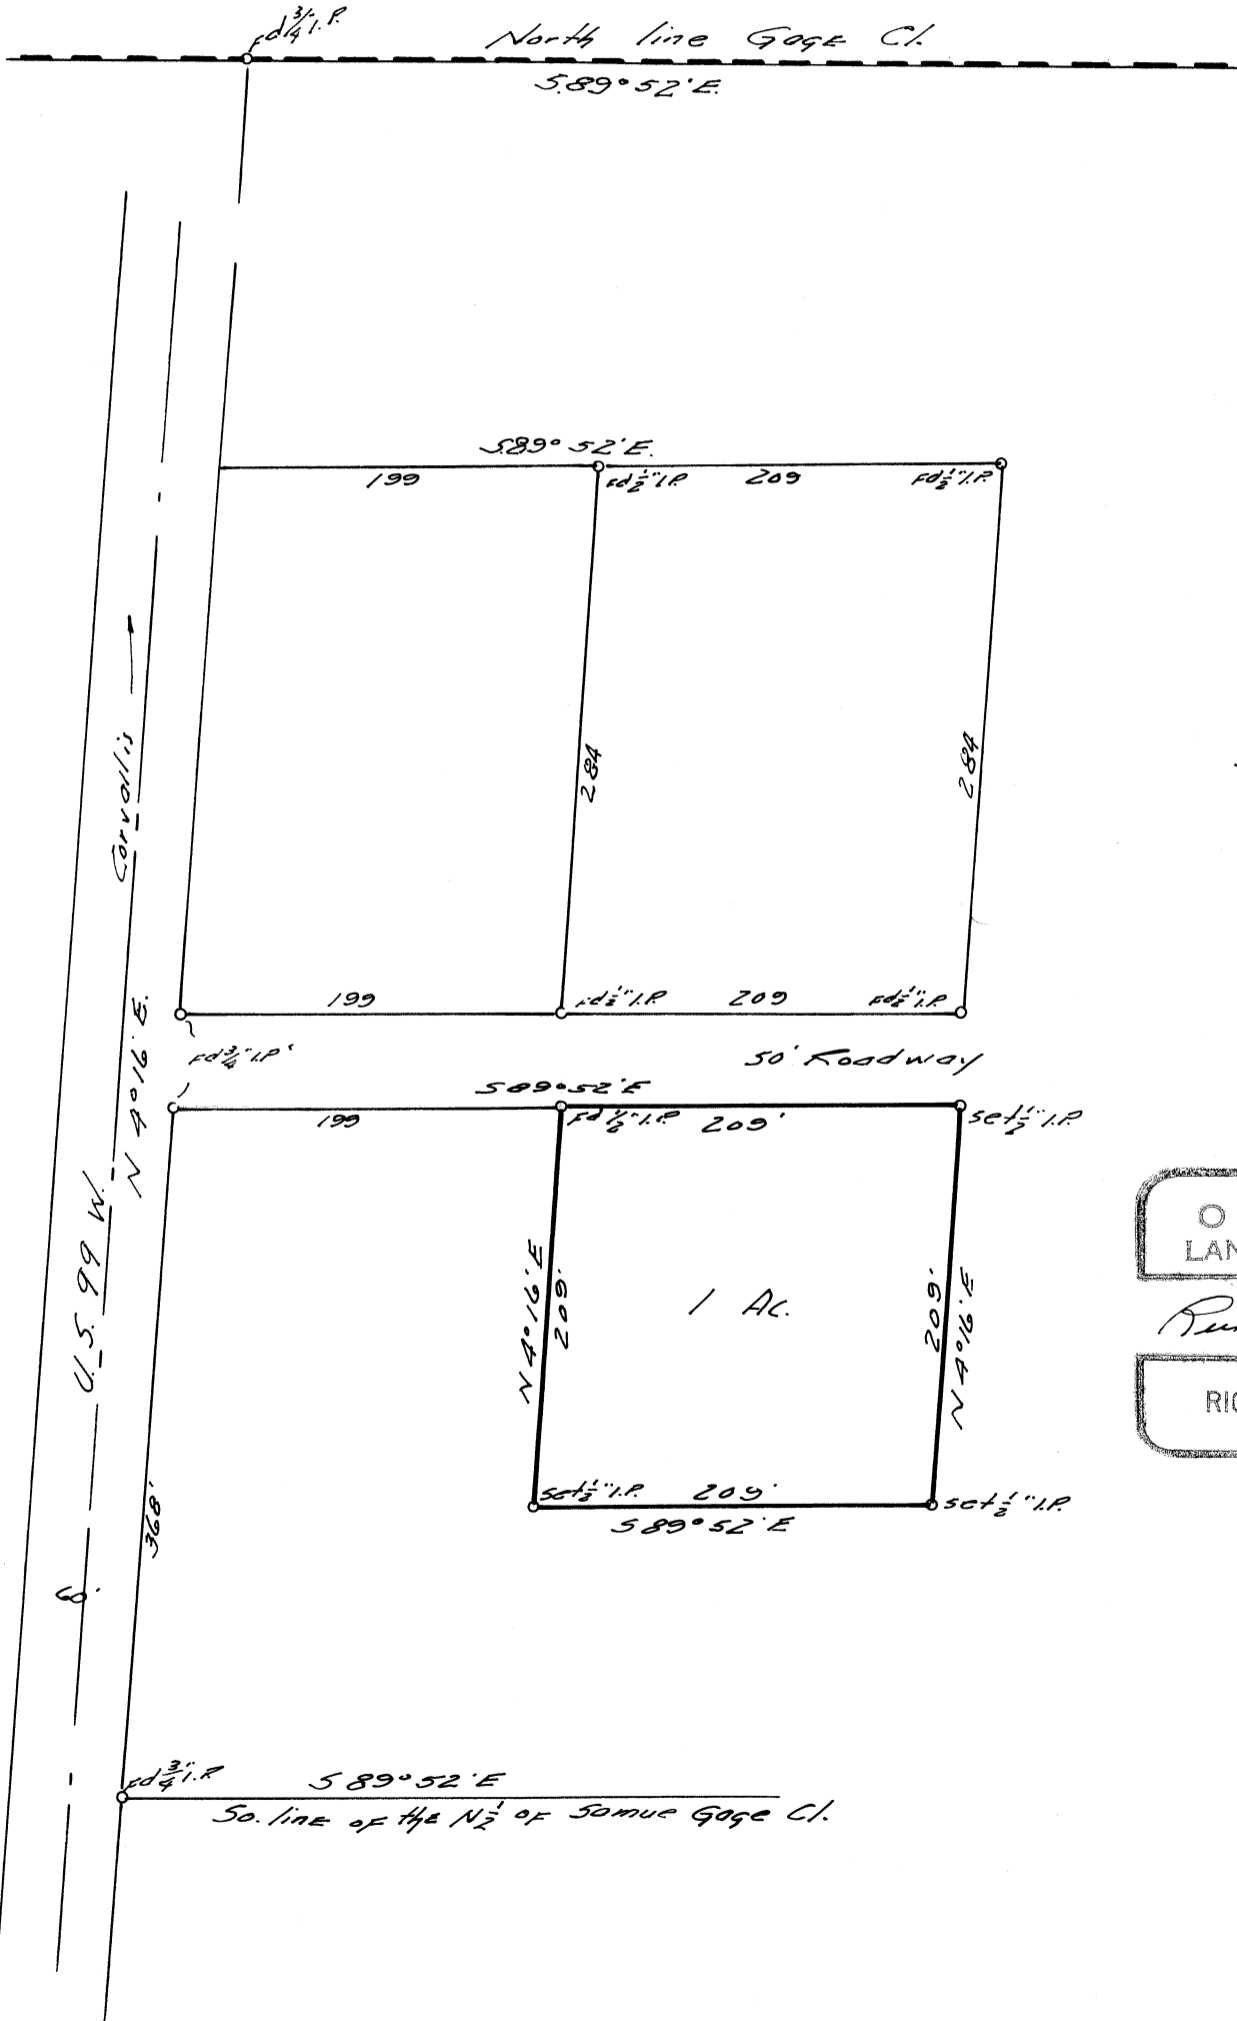 Fd 3/4" I.P.
North line Gage Cl.
S.89°52'E.
S89°52'E.
199
Fd 1/2" I.P.
209
Fd 1/2" I.P.
284
284
Corvallis
199
Fd 1/2" I.P.
209
Fd 1/2" I.P.
N 4°16' E.
Fd 3/4" I.P.
50' Roadway
S89°52'E
199
Fd 1/2" I.P.
209'
Set 1/2" I.P.
U.S. 99 W.
N 4°16' E
209'
1 Ac.
209'
N 4°16' E
O
LAN
RIC
Set 1/2" I.P.
209'
Set 1/2" I.P.
S 89°52' E
368'
60'
Fd 3/4" I.P.
S 89°52' E
So. line of the N 1/2 of Samue Gage Cl.